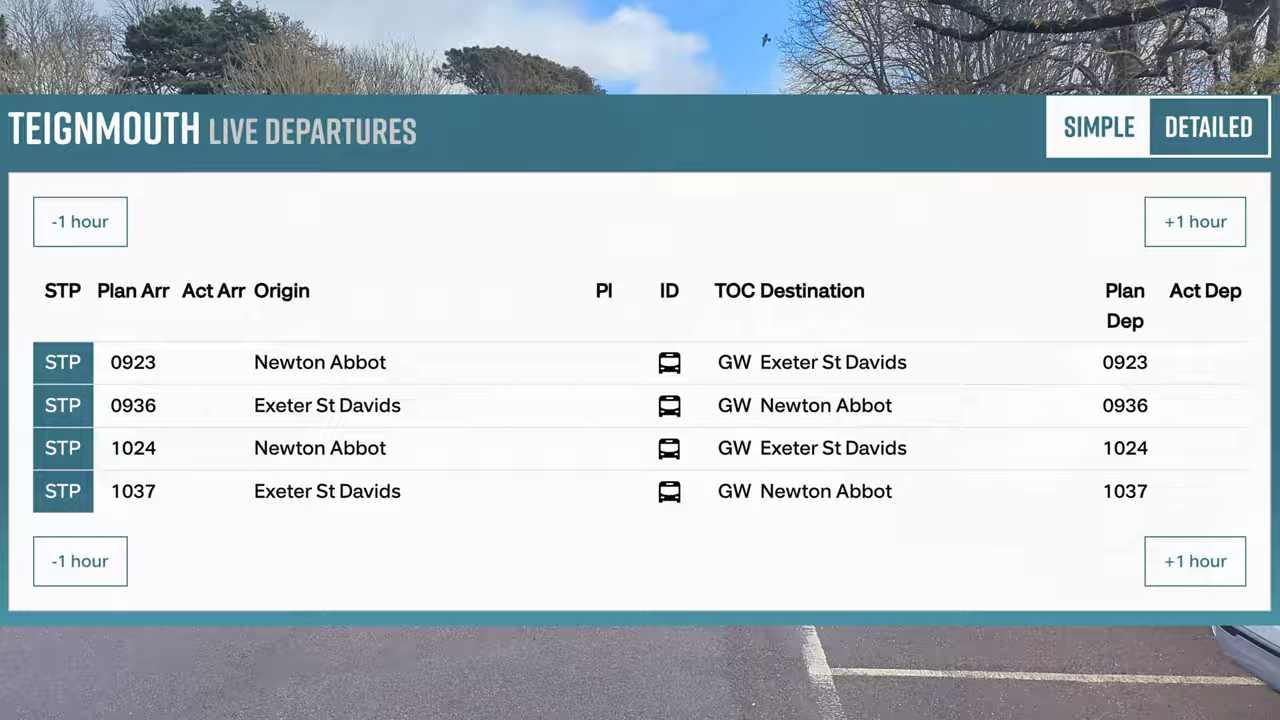 TEIGNMOUTH LIVE DEPARTURES
SIMPLE DETAILED
-1 hour +1 hour
STP Plan Arr Act Arr Origin Pl ID TOC Destination Plan Dep Act Dep
STP 0923 Newton Abbot GW Exeter St Davids 0923
STP 0936 Exeter St Davids GW Newton Abbot 0936
STP 1024 Newton Abbot GW Exeter St Davids 1024
STP 1037 Exeter St Davids GW Newton Abbot 1037
-1 hour +1 hour